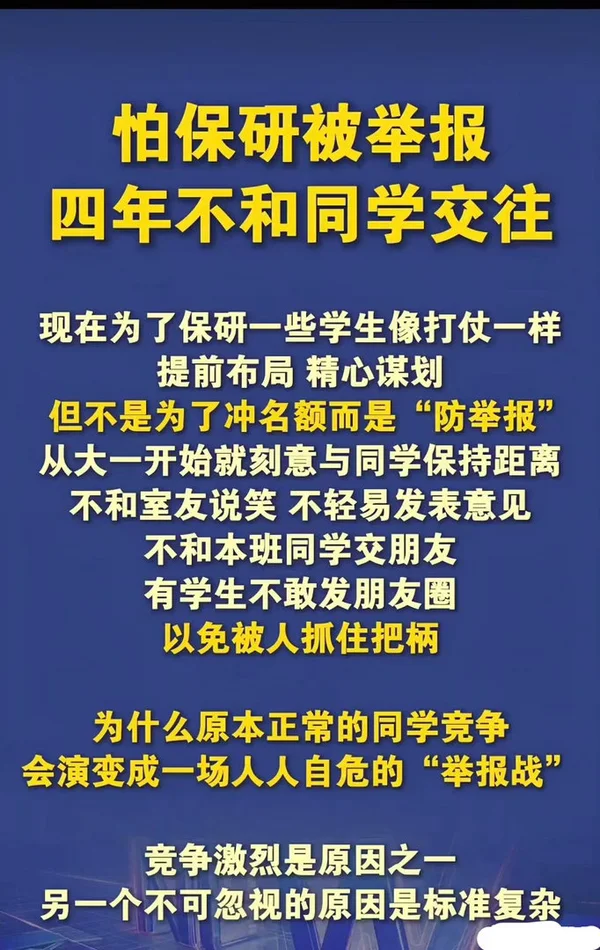 怕保研被举报
四年不和同学交往
现在为了保研一些学生像打仗一样
提前布局 精心谋划
但不是为了冲名额而是“防举报”
从大一开始就刻意与同学保持距离
不和室友说笑 不轻易发表意见
不和本班同学交朋友
有学生不敢发朋友圈
以免被人抓住把柄
为什么原本正常的同学竞争
会演变成一场人人自危的“举报战”
竞争激烈是原因之一
另一个不可忽视的原因是标准复杂